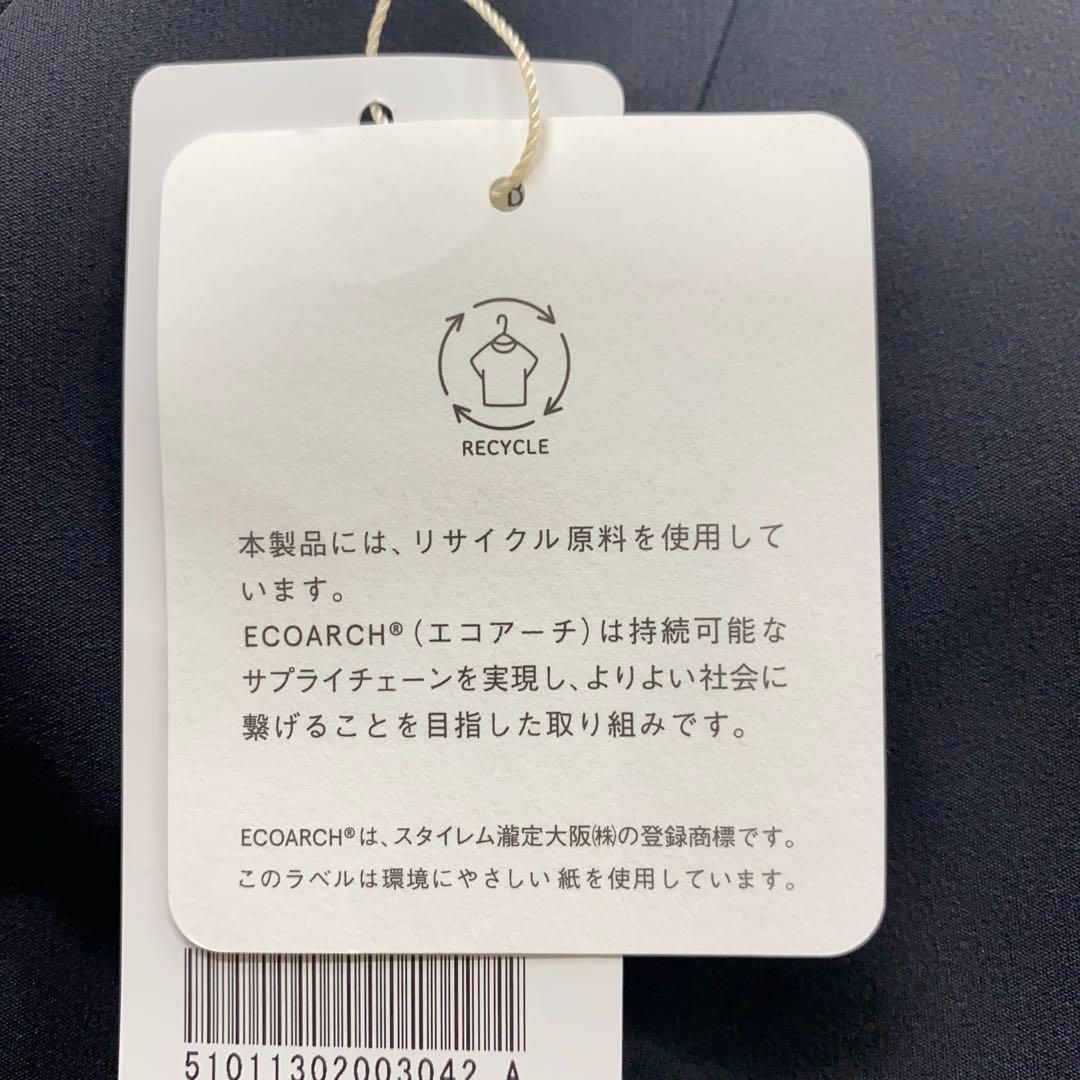 RECYCLE
本製品には、リサイクル原料を使用して
います。
ECOARCH®(エコアーチ)は持続可能な
サプライチェーンを実現し、よりよい社会に
繋げることを目指した取り組みです。
ECOARCH®は、スタイレム瀧定大阪㈱の登録商標です。
このラベルは環境にやさしい紙を使用しています。
51011302003042 A